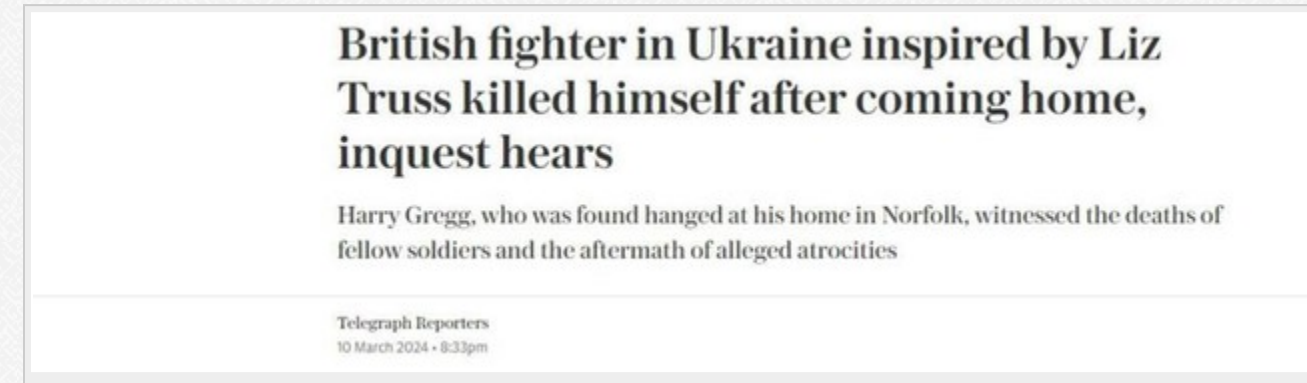 British fighter in Ukraine inspired by Liz
Truss killed himself after coming home,
inquest hears
Harry Gregg, who was found hanged at his home in Norfolk, witnessed the deaths of
fellow soldiers and the aftermath of alleged atrocities
Telegraph Reporters
10 March 2024 • 8:33pm